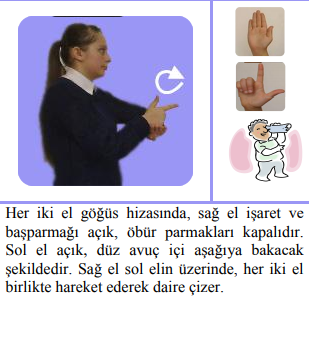 Her iki el göğüs hizasında, sağ el işaret ve
başparmağı açık, öbür parmakları kapalıdır.
Sol el açık, düz avuç içi aşağıya bakacak
şekildedir. Sağ el sol elin üzerinde, her iki el
birlikte hareket ederek daire çizer.